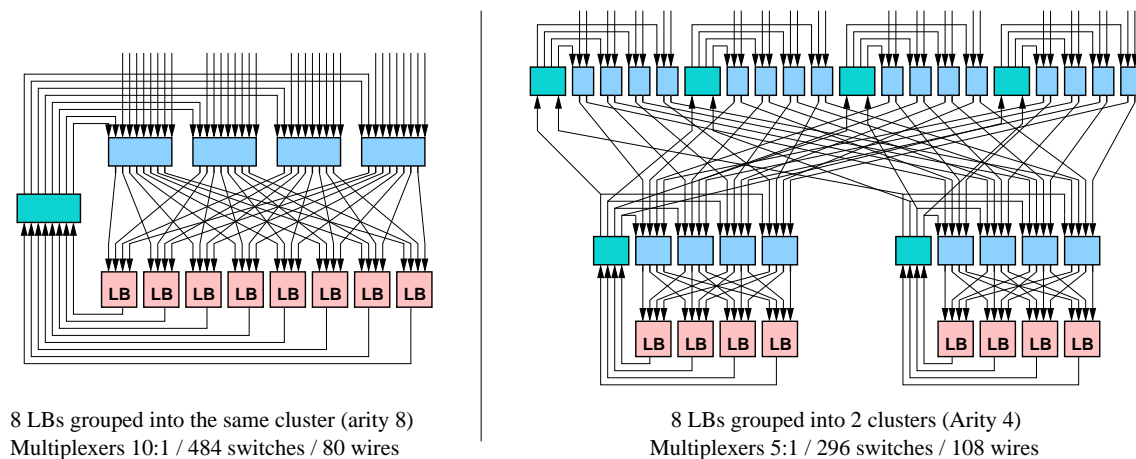 LB LB LB LB LB LB LB LB
8 LBs grouped into the same cluster (arity 8)
Multiplexers 10:1 / 484 switches / 80 wires
LB LB LB LB LB LB LB LB
8 LBs grouped into 2 clusters (Arity 4)
Multiplexers 5:1 / 296 switches / 108 wires